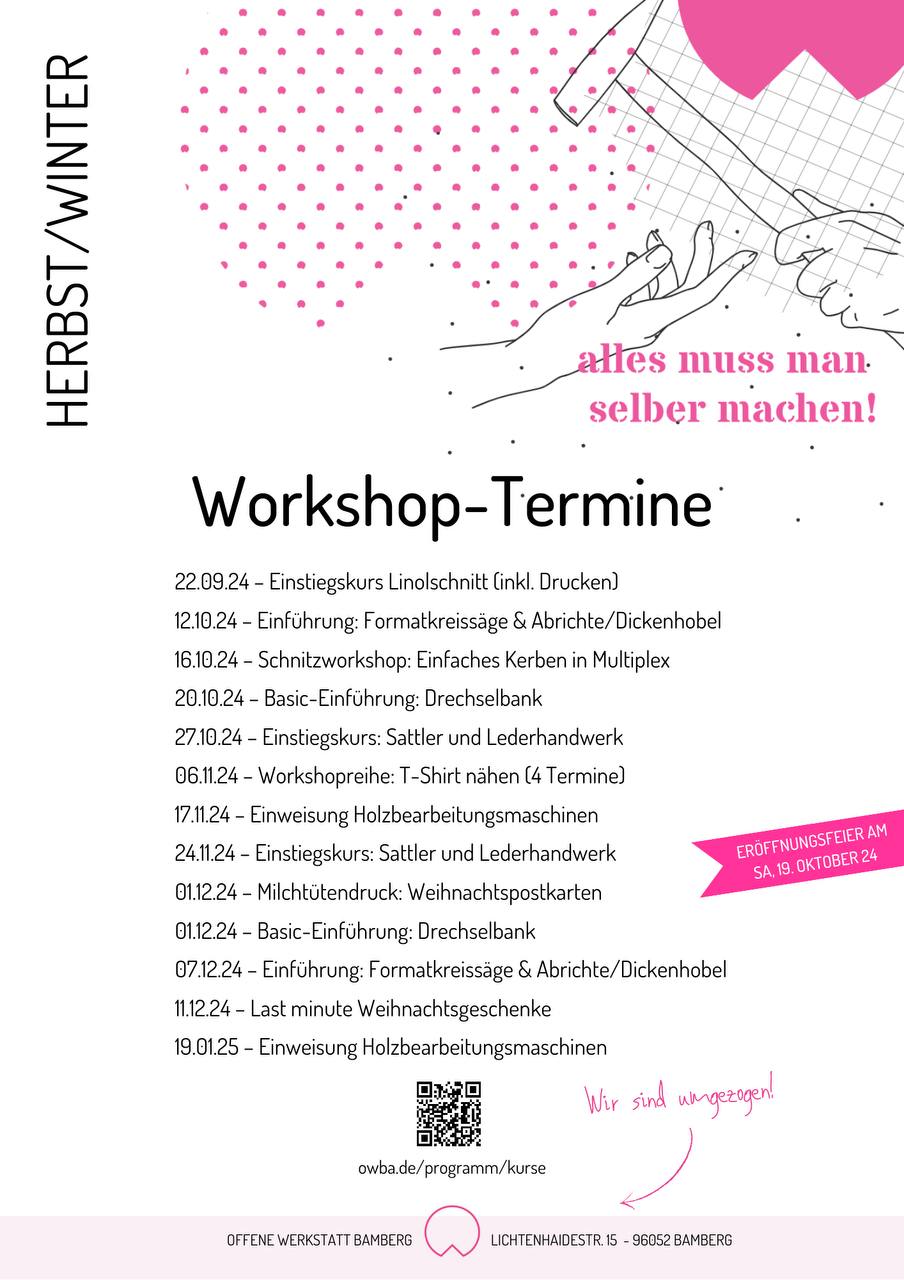 HERBST/WINTER
alles muss man
selber machen!
Workshop-Termine
22.09.24 – Einstiegskurs Linolschnitt (inkl. Drucken)
12.10.24 – Einführung: Formatkreissäge & Abrichte/Dickenhobel
16.10.24 – Schnitzworkshop: Einfaches Kerben in Multiplex
20.10.24 – Basic-Einführung: Drechselbank
27.10.24 – Einstiegskurs: Sattler und Lederhandwerk
06.11.24 – Workshopreihe: T-Shirt nähen (4 Termine)
17.11.24 – Einweisung Holzbearbeitungsmaschinen
24.11.24 – Einstiegskurs: Sattler und Lederhandwerk
01.12.24 – Milchtütendruck: Weihnachtspostkarten
01.12.24 – Basic-Einführung: Drechselbank
07.12.24 – Einführung: Formatkreissäge & Abrichte/Dickenhobel
11.12.24 – Last minute Weihnachtsgeschenke
19.01.25 – Einweisung Holzbearbeitungsmaschinen
ERÖFFNUNGSFEIER AM
SA, 19. OKTOBER 24
Wir sind umgezogen!
owba.de/programm/kurse
OFFENE WERKSTATT BAMBERG LICHTENHAIDESTR. 15 - 96052 BAMBERG